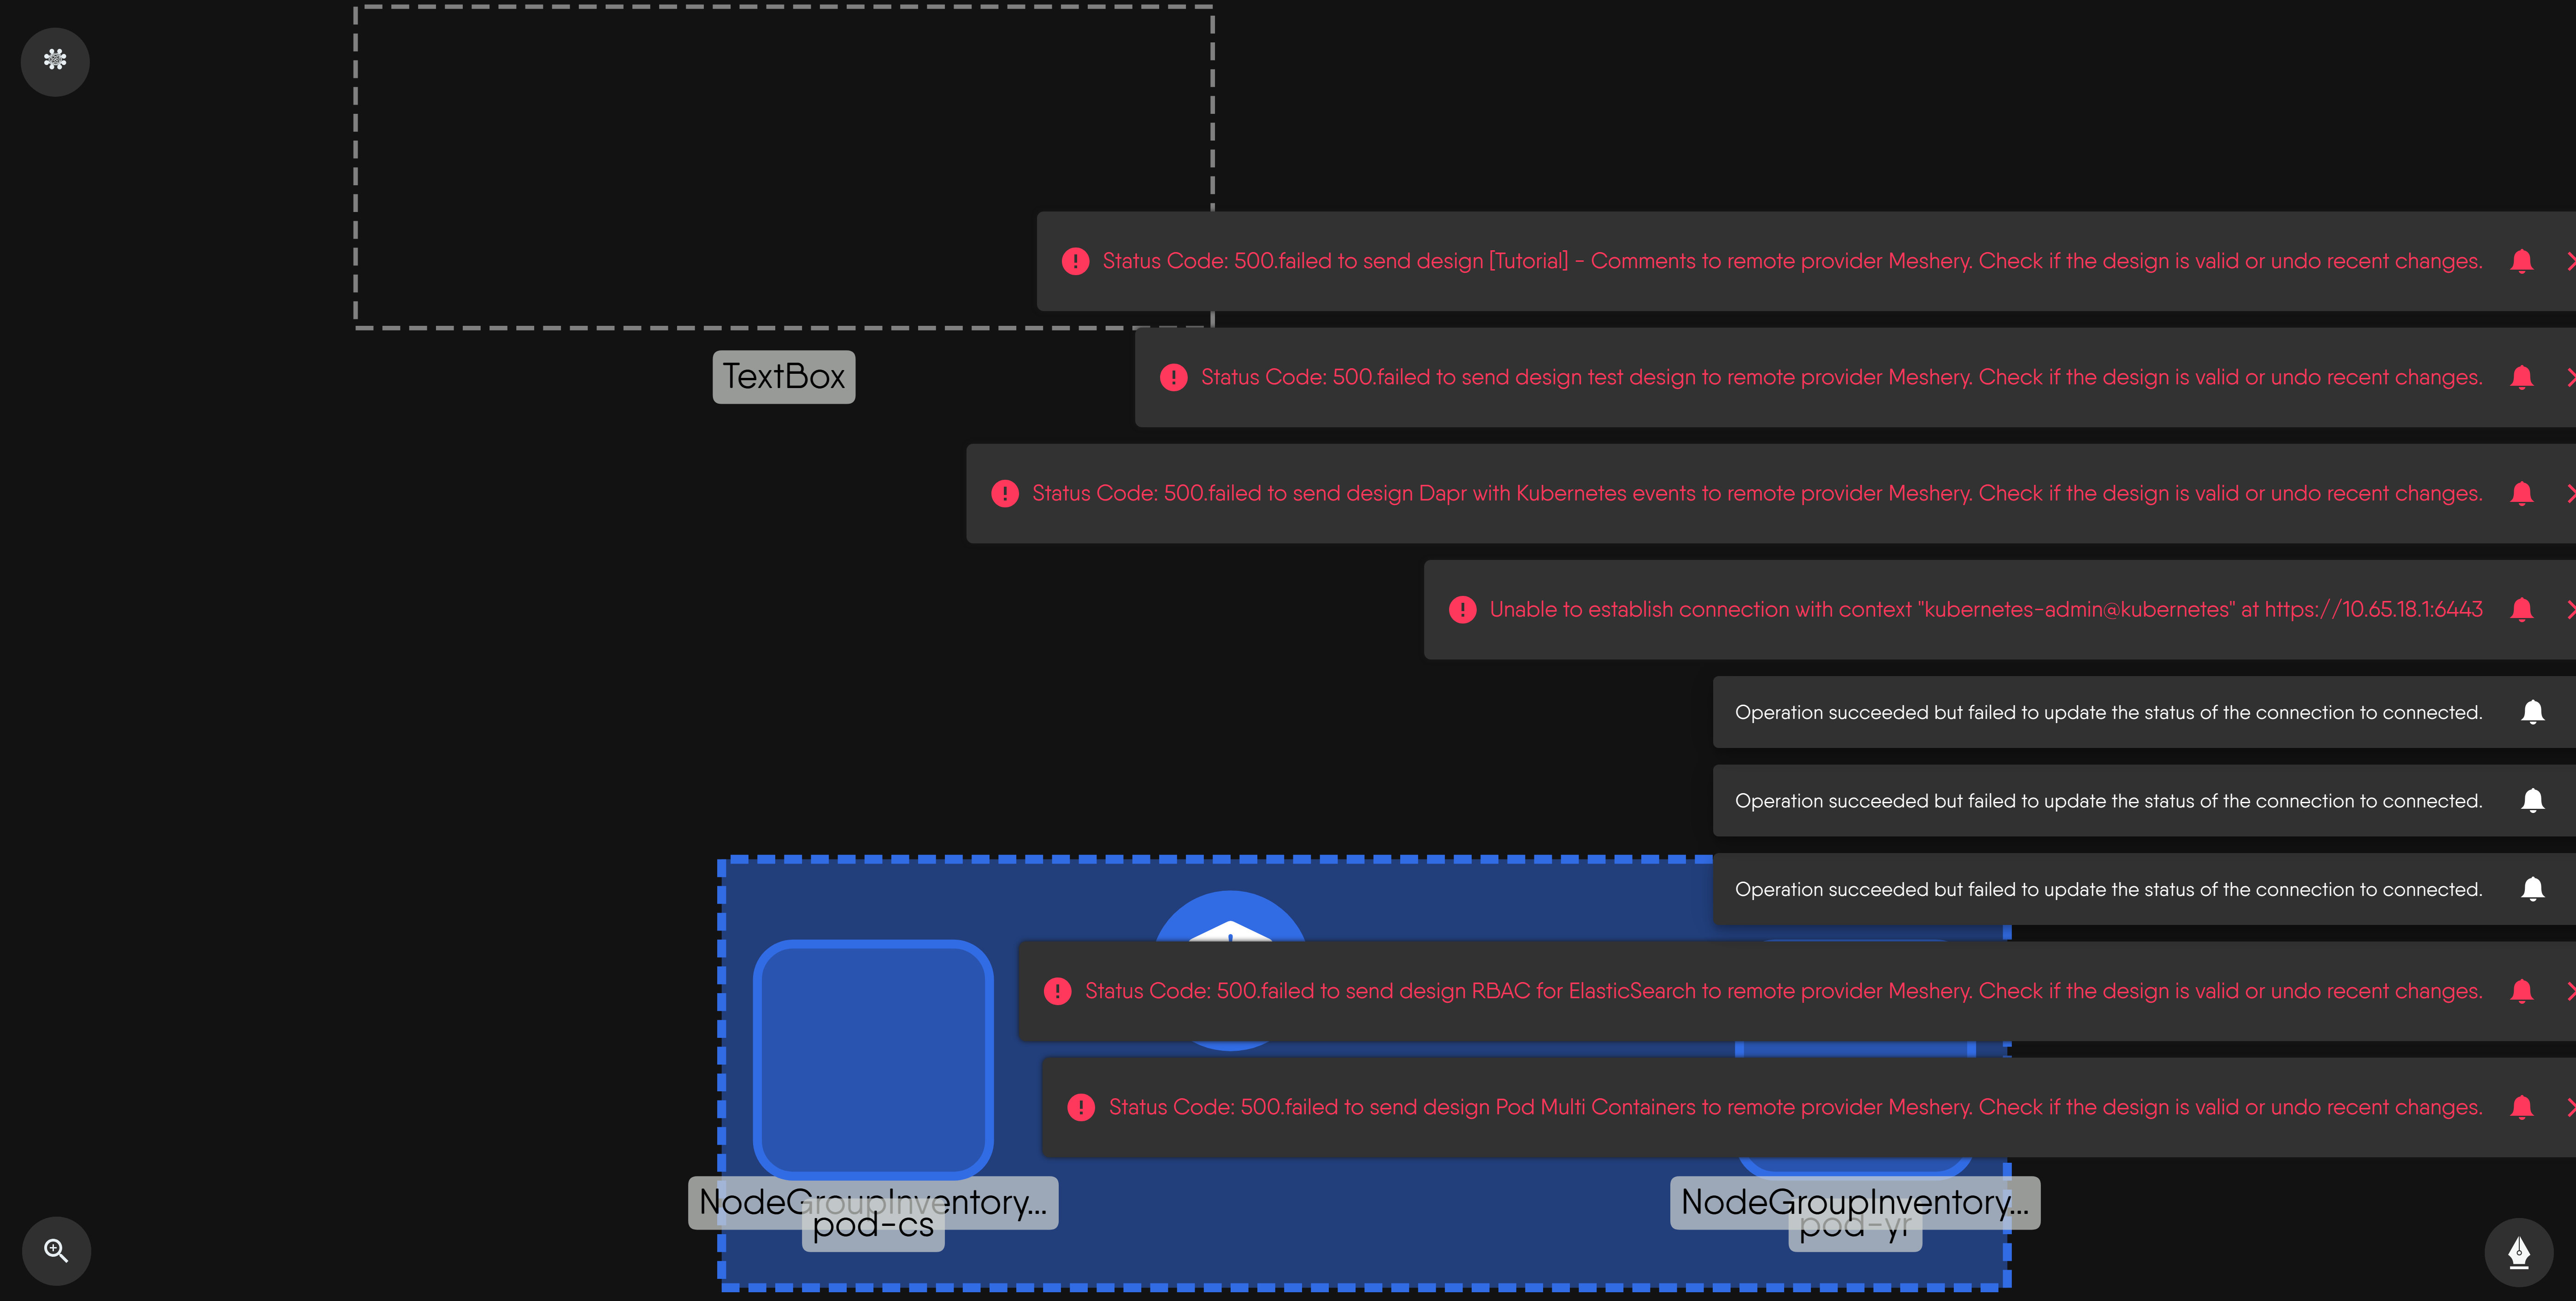 Status Code: 500.failed to send design [Tutorial] - Comments to remote provider Meshery. Check if the design is valid or undo recent changes.
TextBox
Status Code: 500.failed to send design test design to remote provider Meshery. Check if the design is valid or undo recent changes.
Status Code: 500.failed to send design Dapr with Kubernetes events to remote provider Meshery. Check if the design is valid or undo recent changes.
Unable to establish connection with context "kubernetes-admin@kubernetes" at https://10.65.18.1:6443
Operation succeeded but failed to update the status of the connection to connected.
Operation succeeded but failed to update the status of the connection to connected.
Operation succeeded but failed to update the status of the connection to connected.
Status Code: 500.failed to send design RBAC for ElasticSearch to remote provider Meshery. Check if the design is valid or undo recent changes.
Status Code: 500.failed to send design Pod Multi Containers to remote provider Meshery. Check if the design is valid or undo recent changes.
NodeGroupInventory...
pod-cs
NodeGroupInventory...
pod-yr